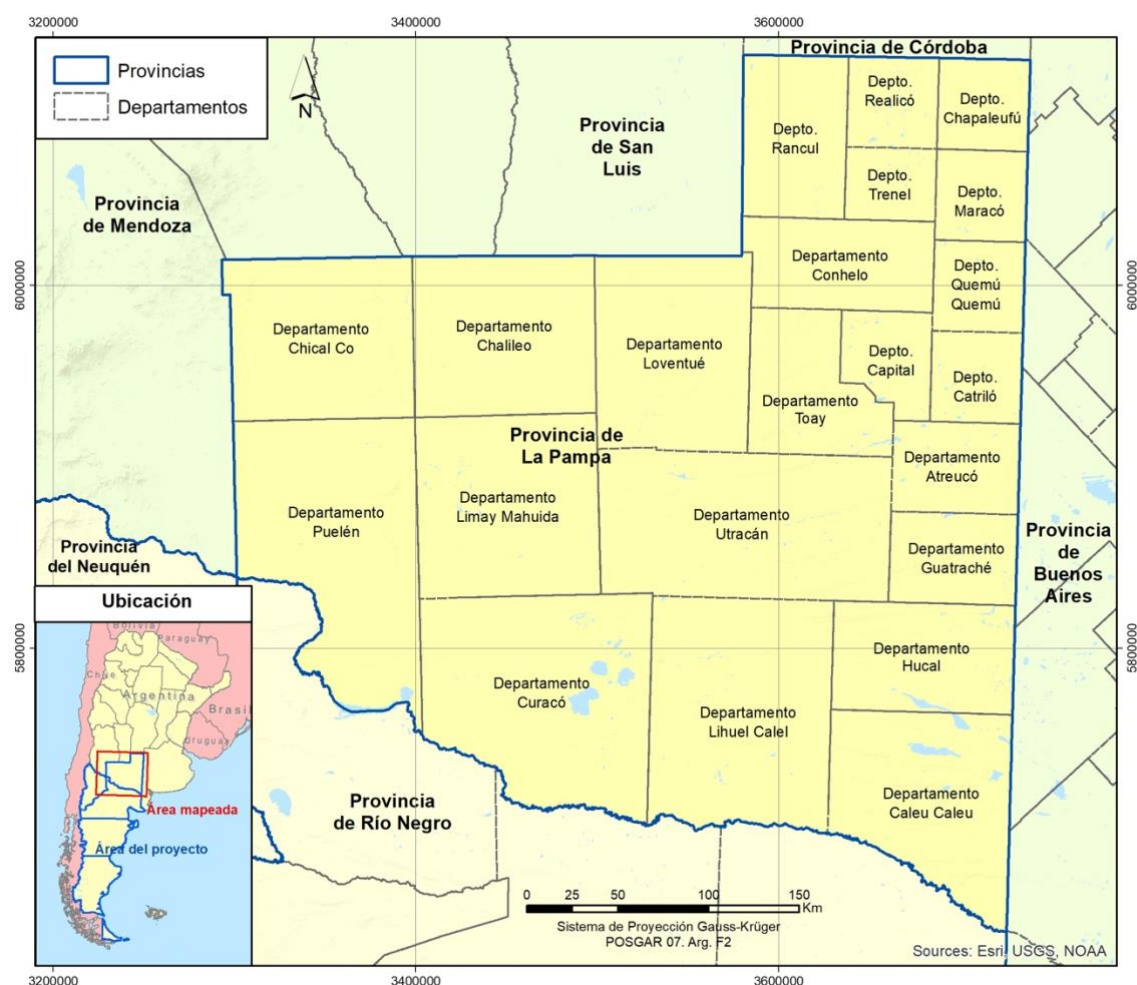 3200000
3400000
3600000
Provincias
Departamentos
N
Provincia de Córdoba
Provincia
de San
Luis
Provincia
de Mendoza
Depto.
Rancul
Depto.
Realicó
Depto.
Chapaleufú
Depto.
Trenel
Depto.
Maracó
Departamento
Conhelo
Depto.
Quemú
Quemú
6000000
6000000
Departamento
Chical Co
Departamento
Chalileo
Departamento
Loventué
Depto.
Capital
Depto.
Catriló
Departamento
Toay
Provincia de
La Pampa
Departamento
Atreucó
Departamento
Puelén
Departamento
Limay Mahuida
Departamento
Utracán
Departamento
Guatraché
Provincia
de
Buenos
Aires
Provincia
del Neuquén
Departamento
Hucal
5800000
5800000
Departamento
Curacó
Departamento
Lihuel Calel
Departamento
Caleu Caleu
Provincia
de Río Negro
Ubicación
Bolivia
Paraguay
Chile
Argentina
Brasil
Uruguay
Área mapeada
Área del proyecto
0 25 50 100 150
Km
Sistema de Proyección Gauss-Krüger
POSGAR 07. Arg. F2
Sources: Esri, USGS, NOAA
3200000
3400000
3600000